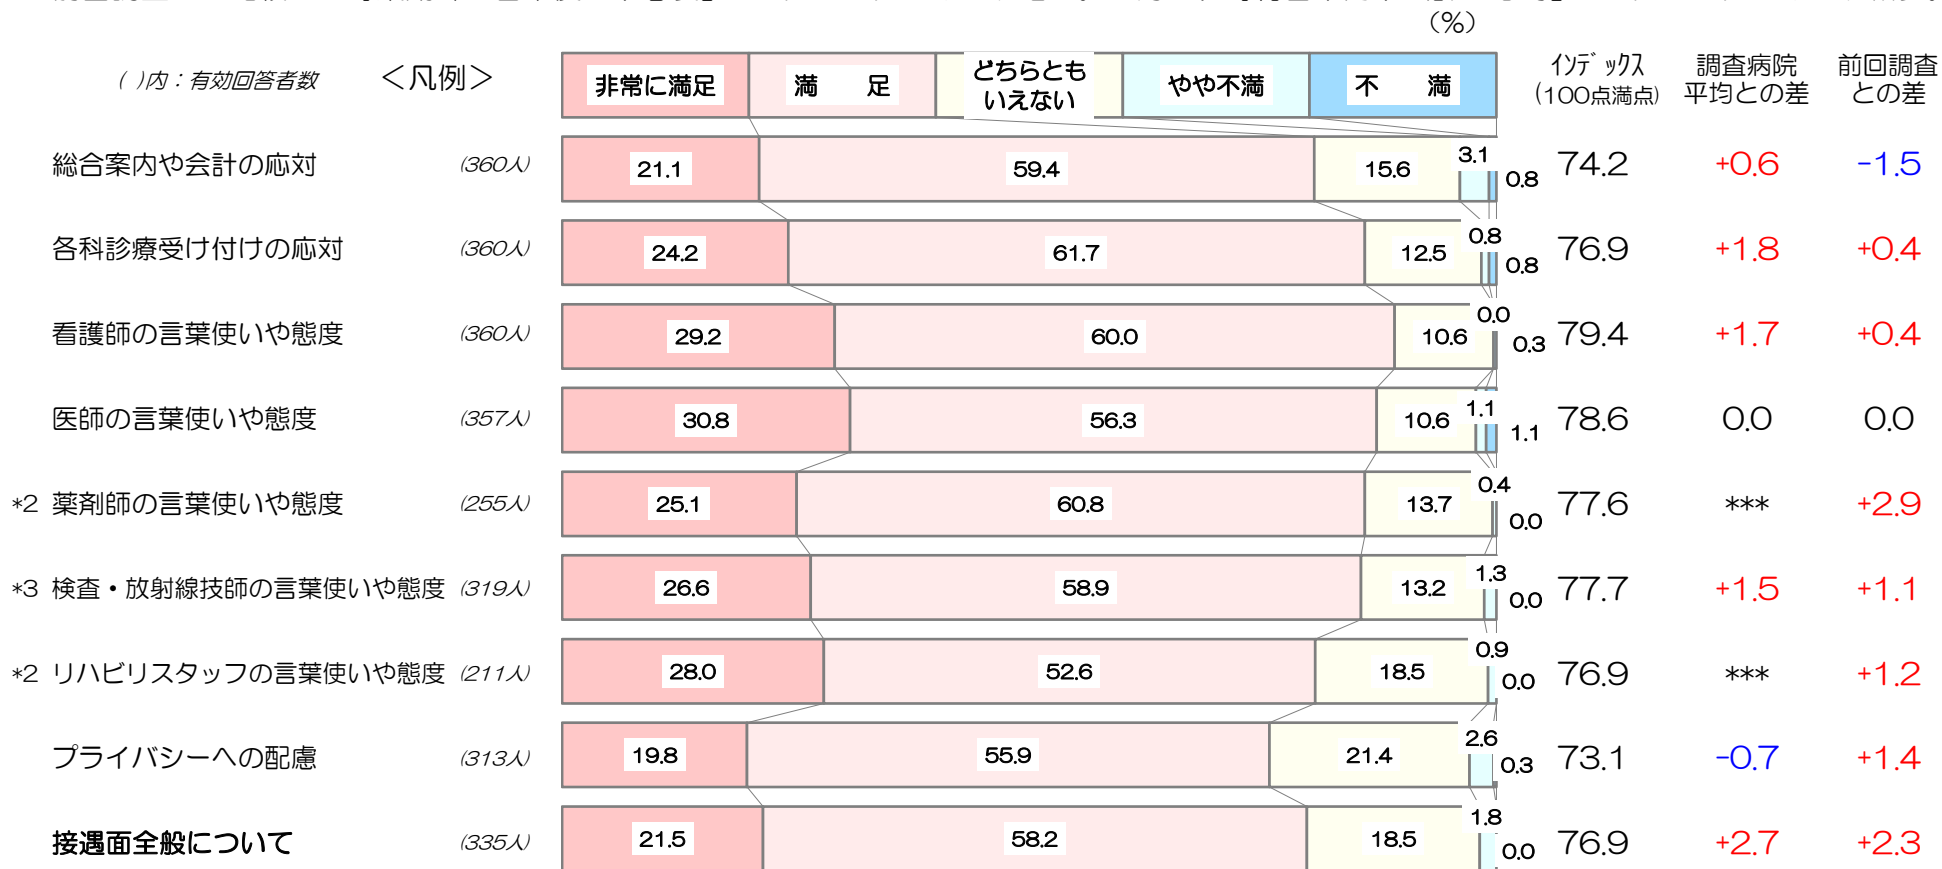 (%)
( )内：有効回答者数 ＜凡例＞ 非常に満足 満　足 どちらともいえない やや不満 不　満 ｲﾝﾃﾞｯｸｽ (100点満点) 調査病院平均との差 前回調査との差
総合案内や会計の応対 (360人) 21.1 59.4 15.6 3.1 0.8 74.2 +0.6 -1.5
各科診療受け付けの応対 (360人) 24.2 61.7 12.5 0.8 0.8 76.9 +1.8 +0.4
看護師の言葉使いや態度 (360人) 29.2 60.0 10.6 0.0 0.3 79.4 +1.7 +0.4
医師の言葉使いや態度 (357人) 30.8 56.3 10.6 1.1 1.1 78.6 0.0 0.0
*2 薬剤師の言葉使いや態度 (255人) 25.1 60.8 13.7 0.4 0.0 77.6 *** +2.9
*3 検査・放射線技師の言葉使いや態度 (319人) 26.6 58.9 13.2 1.3 0.0 77.7 +1.5 +1.1
*2 リハビリスタッフの言葉使いや態度 (211人) 28.0 52.6 18.5 0.9 0.0 76.9 *** +1.2
プライバシーへの配慮 (313人) 19.8 55.9 21.4 2.6 0.3 73.1 -0.7 +1.4
接遇面全般について (335人) 21.5 58.2 18.5 1.8 0.0 76.9 +2.7 +2.3